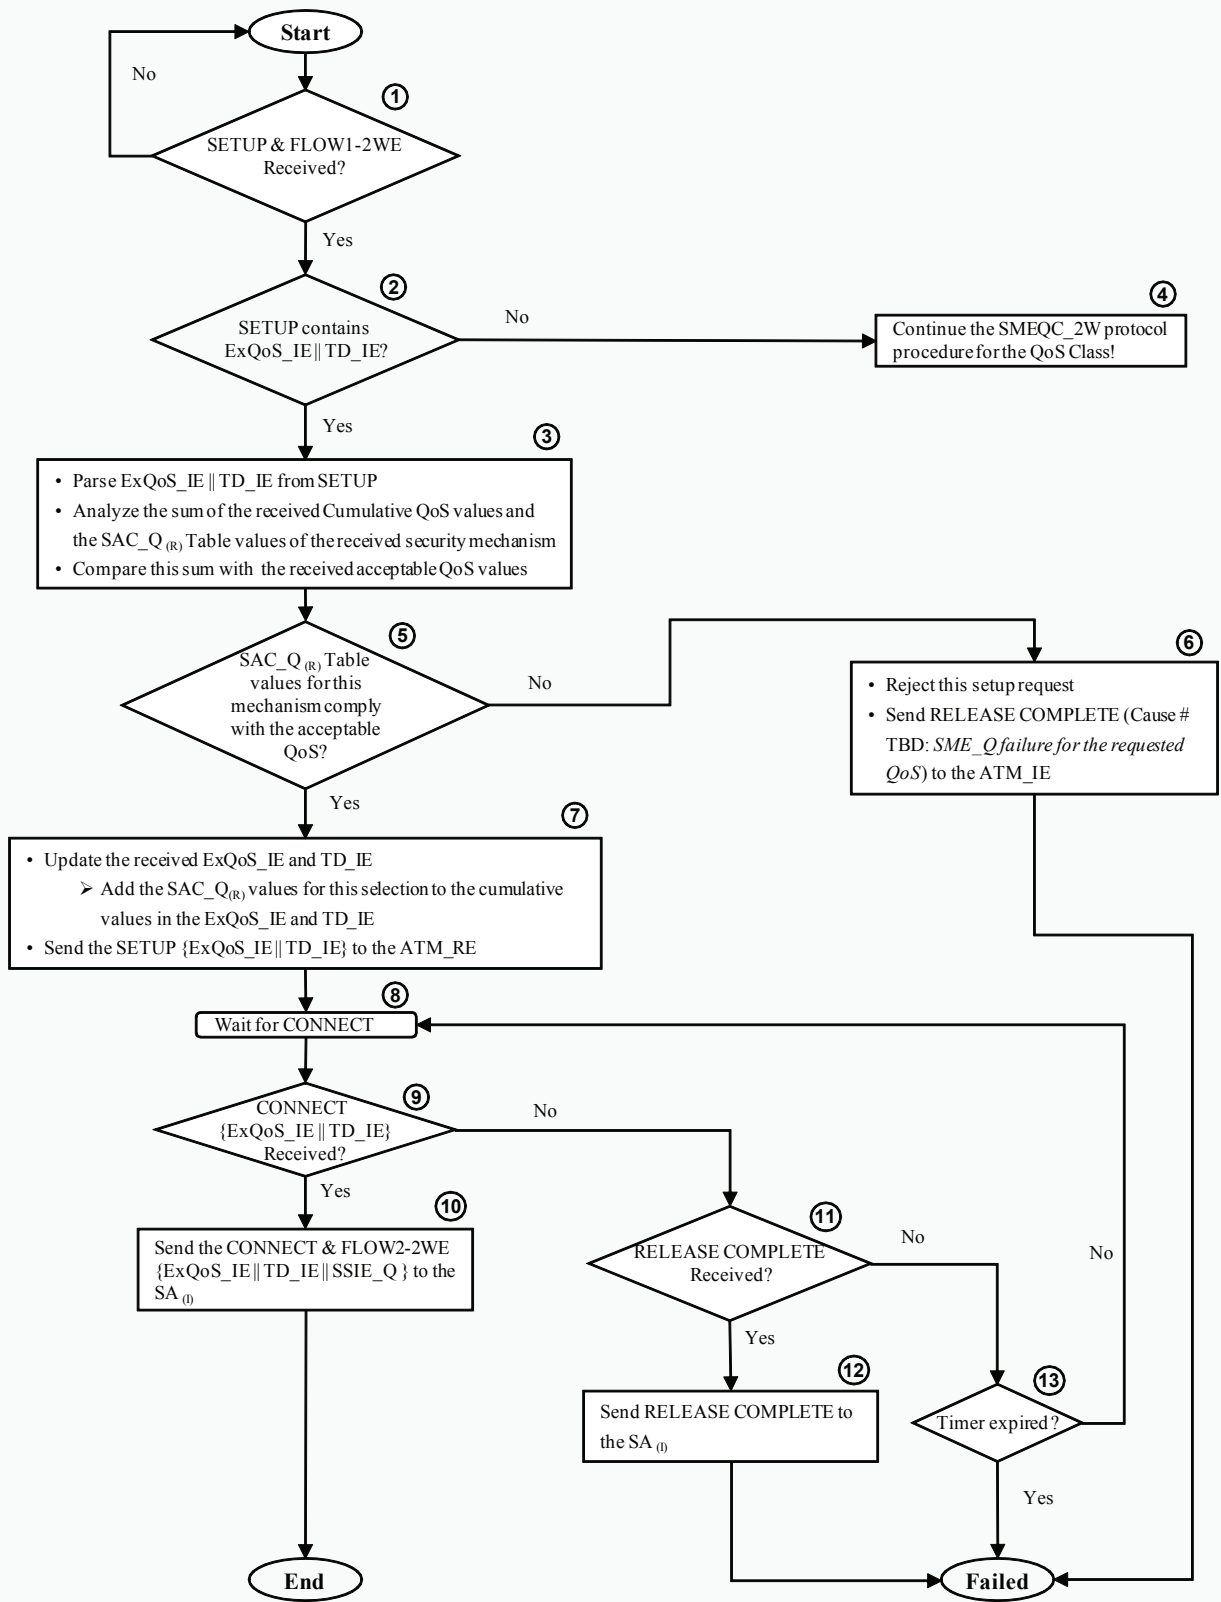 Start
No
1
SETUP & FLOW1-2WE
Received?
Yes
2
SETUP contains
ExQoS_IE || TD_IE?
No
4
Continue the SMEQC_2W protocol
procedure for the QoS Class!
Yes
3
• Parse ExQoS_IE || TD_IE from SETUP
• Analyze the sum of the received Cumulative QoS values and
the SAC_Q (R) Table values of the received security mechanism
• Compare this sum with the received acceptable QoS values
5
SAC_Q (R) Table
values for this
mechanism comply
with the acceptable
QoS?
No
6
• Reject this setup request
• Send RELEASE COMPLETE (Cause #
TBD: SME_Q failure for the requested
QoS) to the ATM_IE
Yes
7
• Update the received ExQoS_IE and TD_IE
➢ Add the SAC_Q(R) values for this selection to the cumulative
values in the ExQoS_IE and TD_IE
• Send the SETUP {ExQoS_IE || TD_IE} to the ATM_RE
8
Wait for CONNECT
9
CONNECT
{ExQoS_IE || TD_IE}
Received?
No
Yes
10
Send the CONNECT & FLOW2-2WE
{ExQoS_IE || TD_IE || SSIE_Q } to the
SA (I)
11
RELEASE COMPLETE
Received?
No
No
Yes
12
Send RELEASE COMPLETE to
the SA (I)
13
Timer expired?
Yes
End
Failed